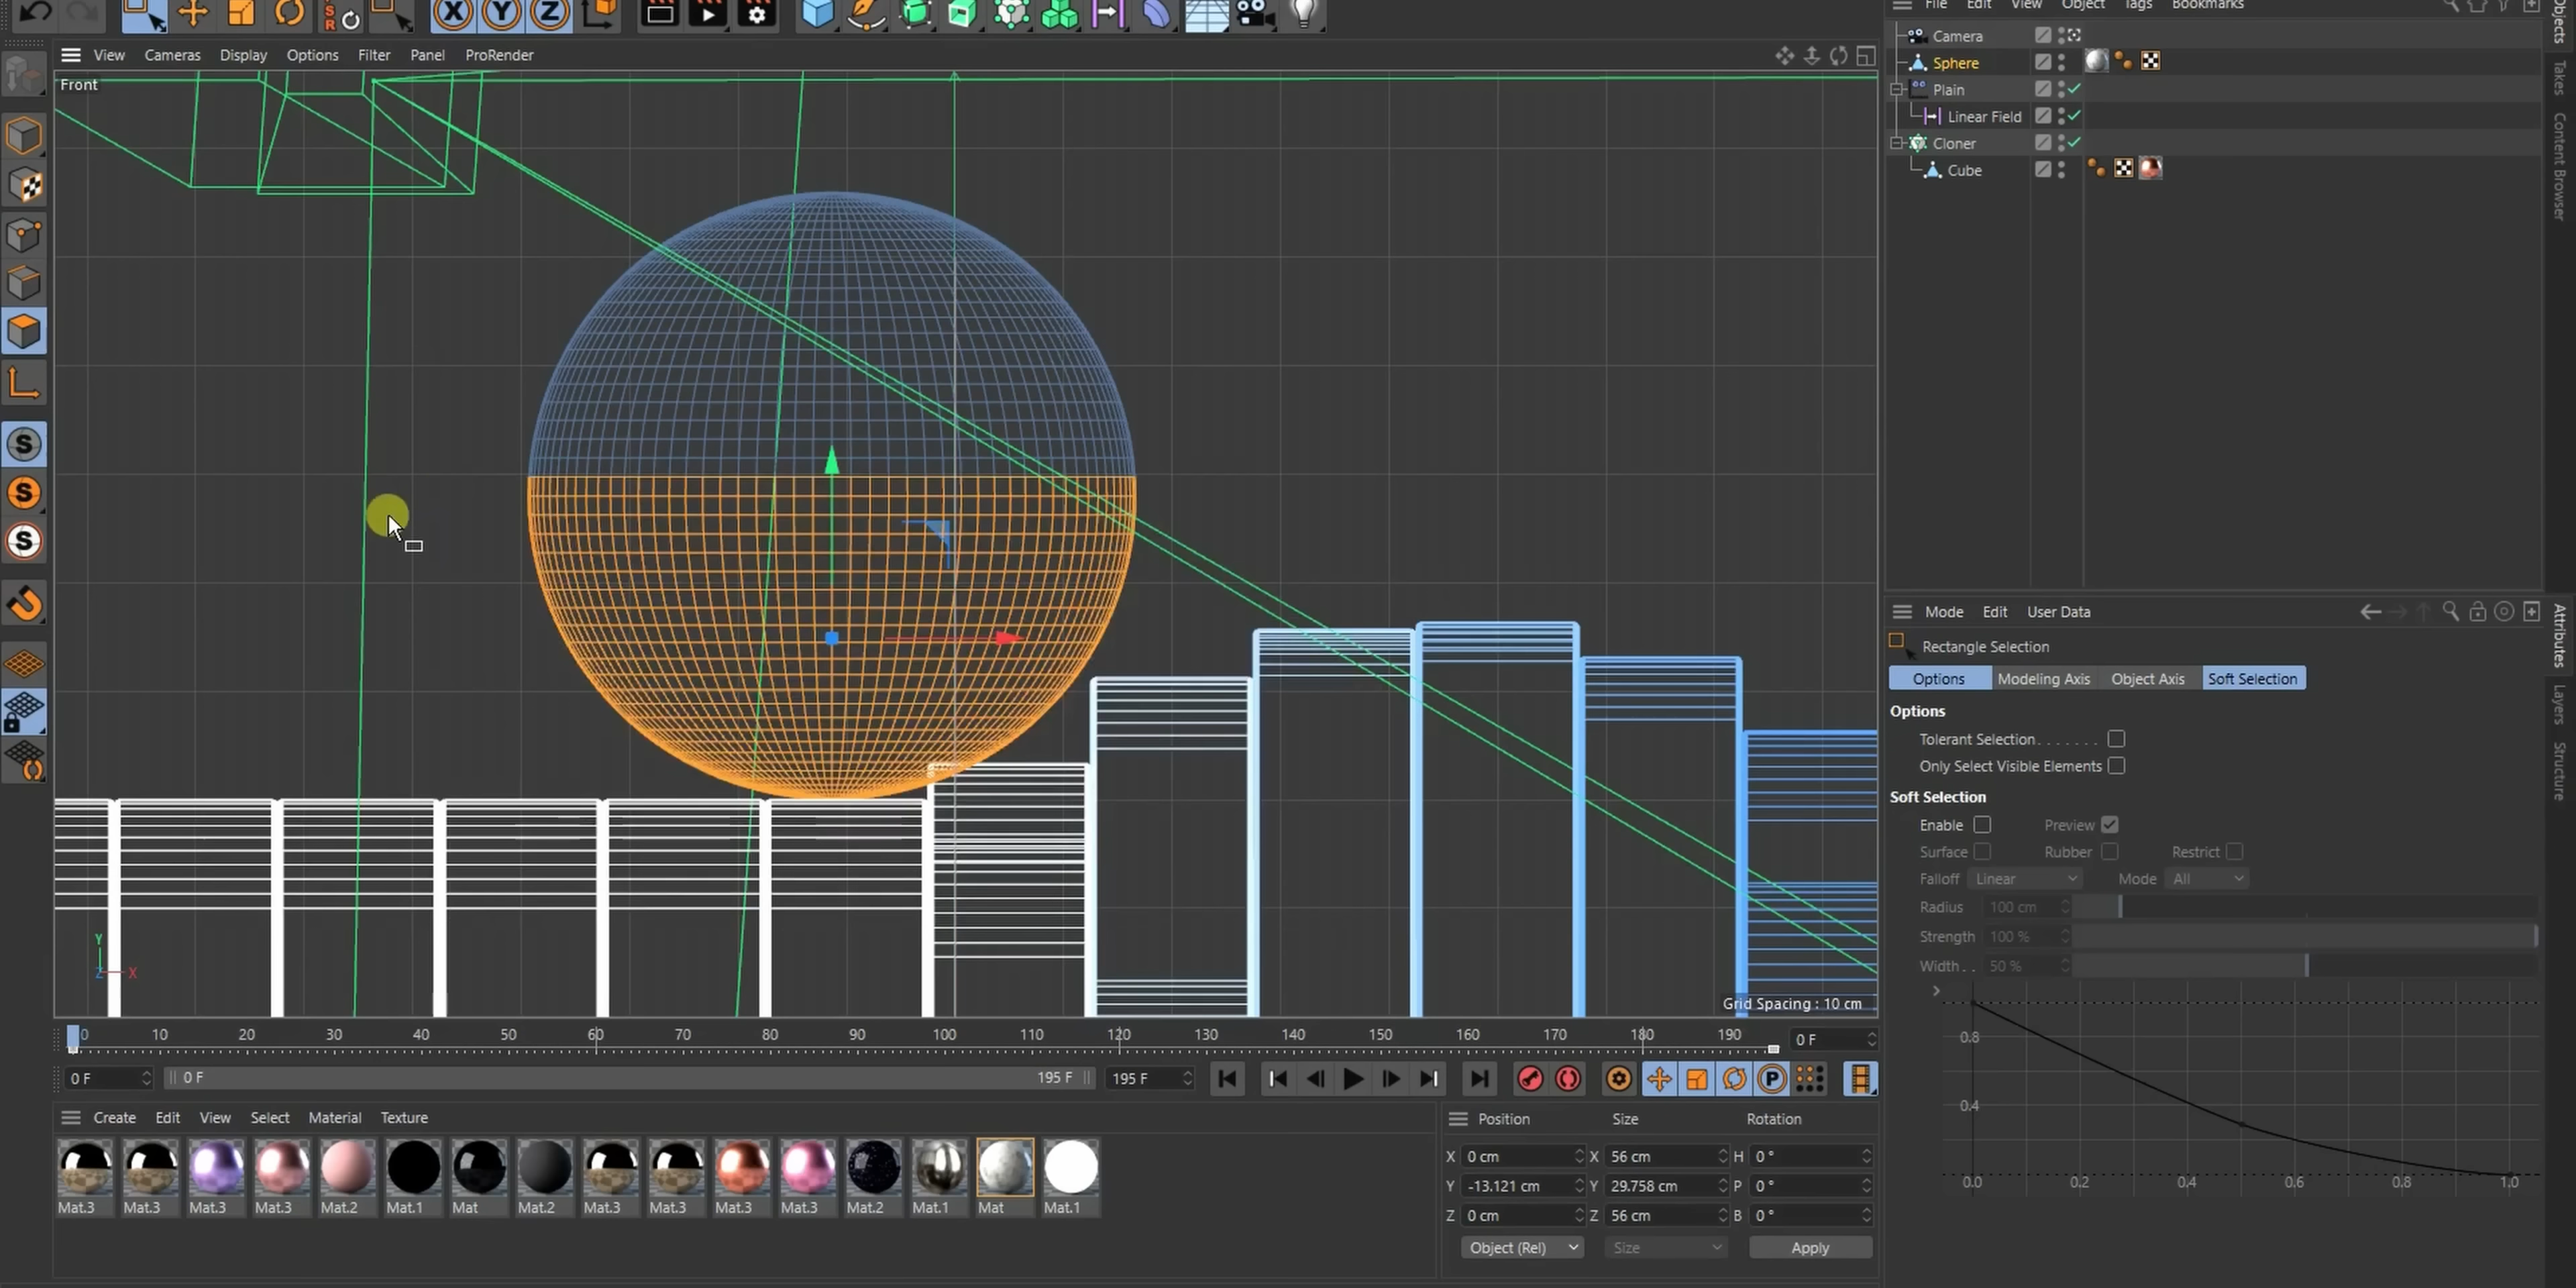 File Edit View Object Tags Bookmarks
View Cameras Display Options Filter Panel ProRender
Front
Camera
Sphere
Plain
Linear Field
Cloner
Cube
Objects
Takes
Content Browser
X Y Z
S
S
S
Y
Z X
Grid Spacing : 10 cm
Mode Edit User Data
Rectangle Selection
Options Modeling Axis Object Axis Soft Selection
Options
Tolerant Selection . . . . . . .
Only Select Visible Elements
Soft Selection
Enable Preview
Surface Rubber Restrict
Falloff Linear Mode All
Radius 100 cm
Strength 100 %
Width . . 50 %
0.8
0.4
0.0 0.2 0.4 0.6 0.8 1.0
Attributes
Layers
Structure
0 10 20 30 40 50 60 70 80 90 100 110 120 130 140 150 160 170 180 190 0 F
0 F 0 F 195 F 195 F P
Create Edit View Select Material Texture
Mat.3 Mat.3 Mat.3 Mat.3 Mat.2 Mat.1 Mat Mat.2 Mat.3 Mat.3 Mat.3 Mat.3 Mat.2 Mat.1 Mat Mat.1
Position Size Rotation
X 0 cm X 56 cm H 0 °
Y -13.121 cm Y 29.758 cm P 0 °
Z 0 cm Z 56 cm B 0 °
Object (Rel) Size Apply